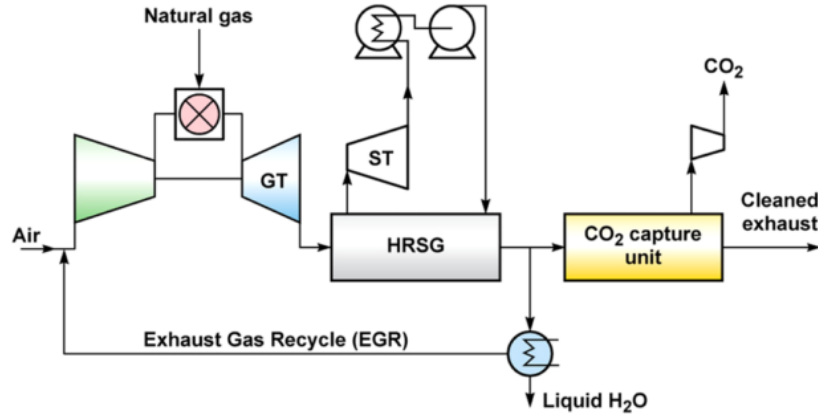 Natural gas
CO₂
ST
GT
Cleaned
exhaust
Air
HRSG
CO₂ capture
unit
Exhaust Gas Recycle (EGR)
Liquid H₂O